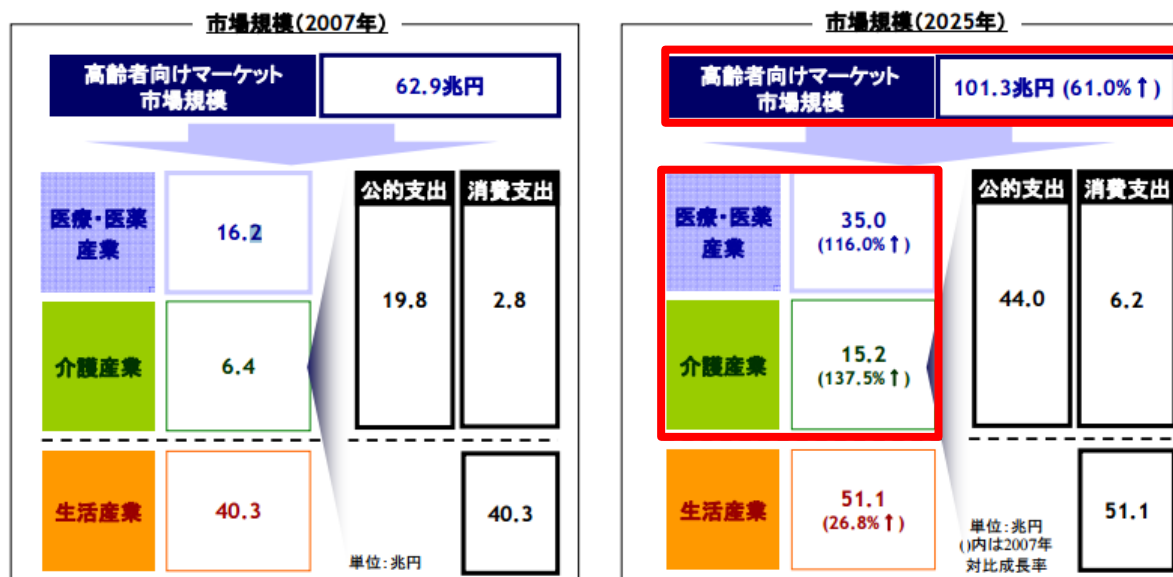 市場規模（2007年）
高齢者向けマーケット
市場規模
62.9兆円
医療・医薬
産業
16.2
公的支出
消費支出
19.8
2.8
介護産業
6.4
生活産業
40.3
40.3
単位：兆円
市場規模（2025年）
高齢者向けマーケット
市場規模
101.3兆円 (61.0%↑)
医療・医薬
産業
35.0
(116.0%↑)
公的支出
消費支出
44.0
6.2
介護産業
15.2
(137.5%↑)
生活産業
51.1
(26.8%↑)
51.1
単位：兆円
()内は2007年
対比成長率